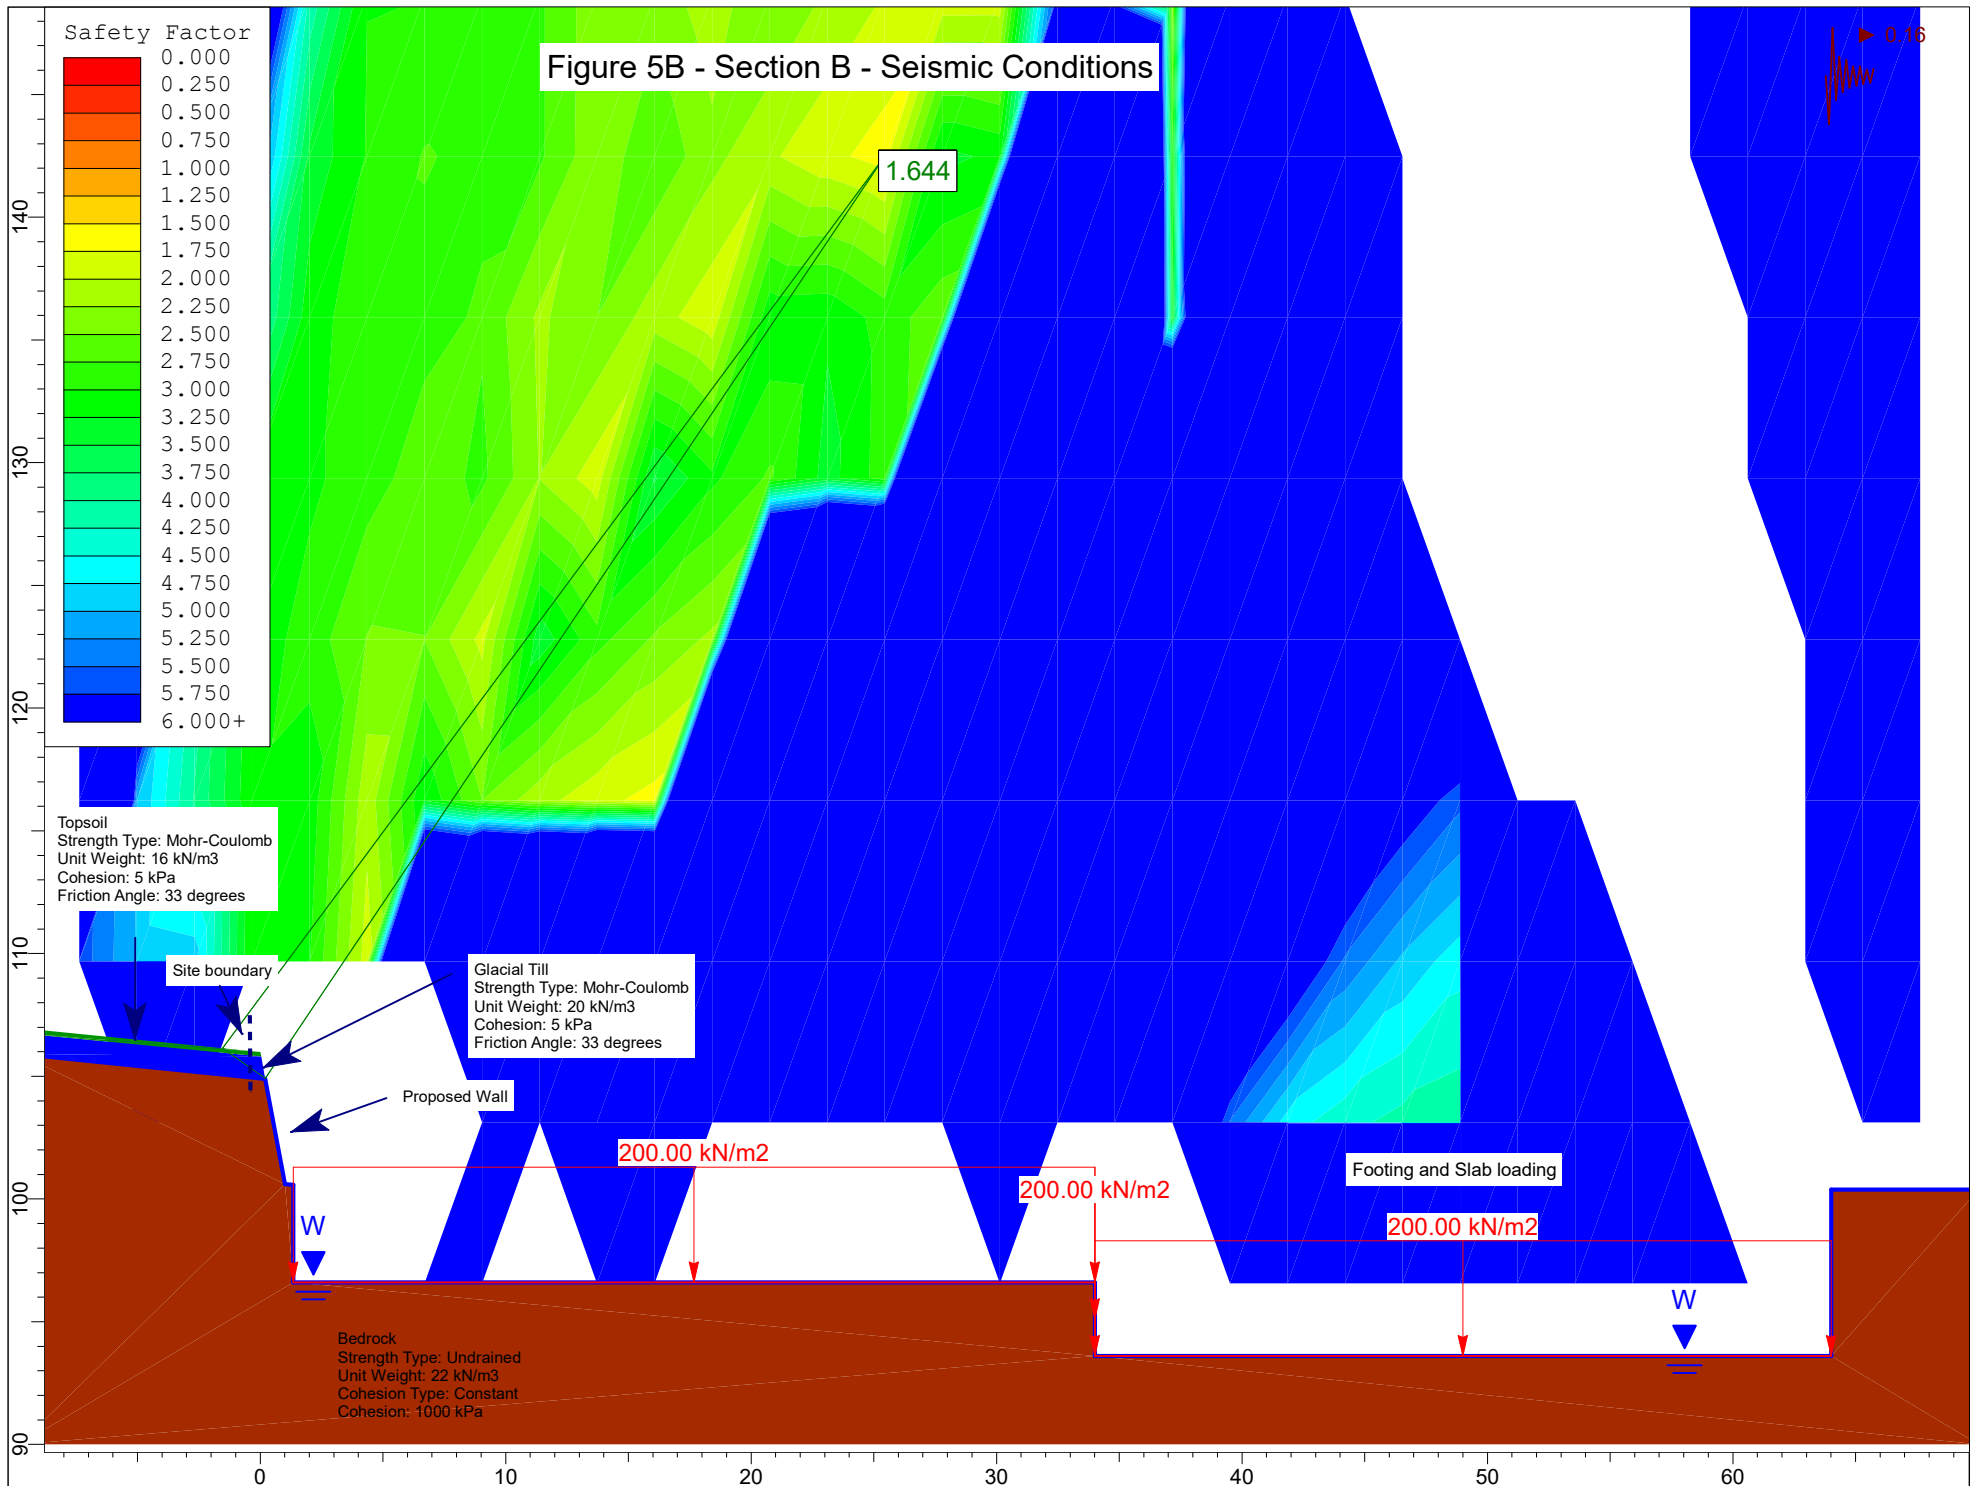 Safety Factor
0.000
0.250
0.500
0.750
1.000
1.250
1.500
1.750
2.000
2.250
2.500
2.750
3.000
3.250
3.500
3.750
4.000
4.250
4.500
4.750
5.000
5.250
5.500
5.750
6.000+
Figure 5B - Section B - Seismic Conditions
0.16
1.644
Topsoil
Strength Type: Mohr-Coulomb
Unit Weight: 16 kN/m3
Cohesion: 5 kPa
Friction Angle: 33 degrees
Site boundary
Glacial Till
Strength Type: Mohr-Coulomb
Unit Weight: 20 kN/m3
Cohesion: 5 kPa
Friction Angle: 33 degrees
Proposed Wall
200.00 kN/m2
200.00 kN/m2
Footing and Slab loading
200.00 kN/m2
W
W
Bedrock
Strength Type: Undrained
Unit Weight: 22 kN/m3
Cohesion Type: Constant
Cohesion: 1000 kPa
140
130
120
110
100
90
0 10 20 30 40 50 60